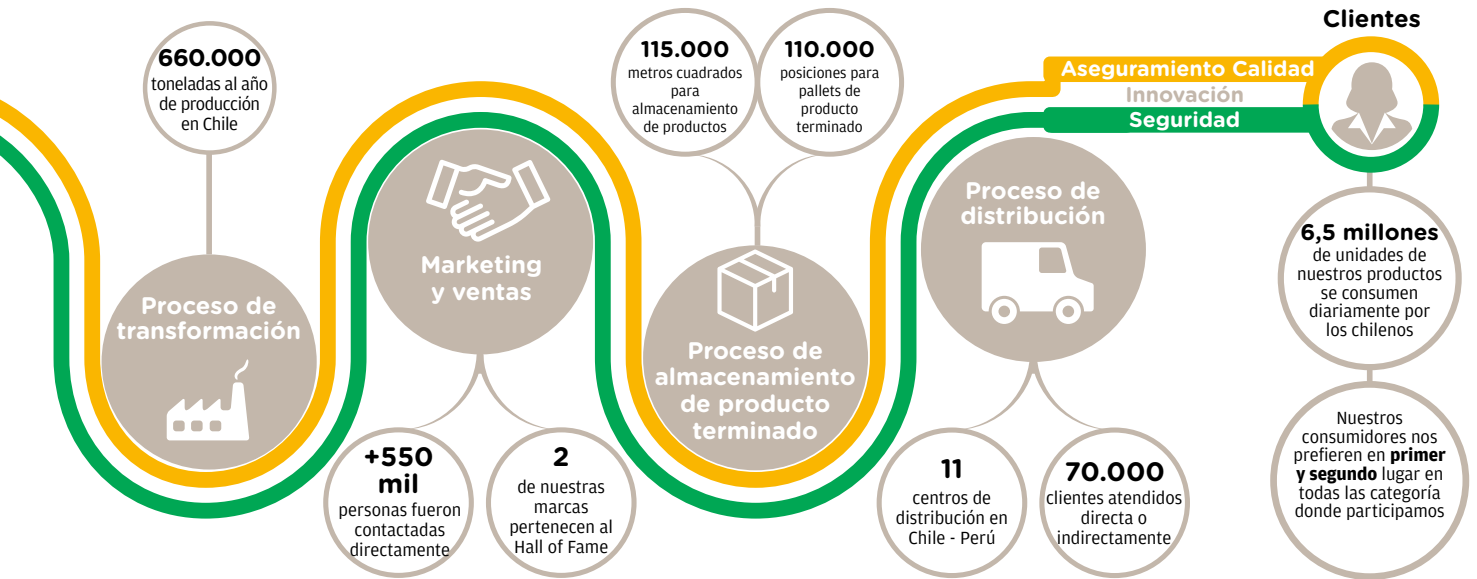 660.000
toneladas al año
de producción
en Chile
Proceso de
transformación
Marketing
y ventas
+550
mil
personas fueron
contactadas
directamente
2
de nuestras
marcas
pertenecen al
Hall of Fame
115.000
metros cuadrados
para
almacenamiento
de productos
110.000
posiciones para
pallets de
producto
terminado
Proceso de
almacenamiento
de producto
terminado
Proceso de
distribución
11
centros de
distribución en
Chile - Perú
70.000
clientes atendidos
directa o
indirectamente
Aseguramiento Calidad
Innovación
Seguridad
Clientes
6,5 millones
de unidades de
nuestros productos
se consumen
diariamente por
los chilenos
Nuestros
consumidores nos
prefieren en primer
y segundo lugar en
todas las categoría
donde participamos